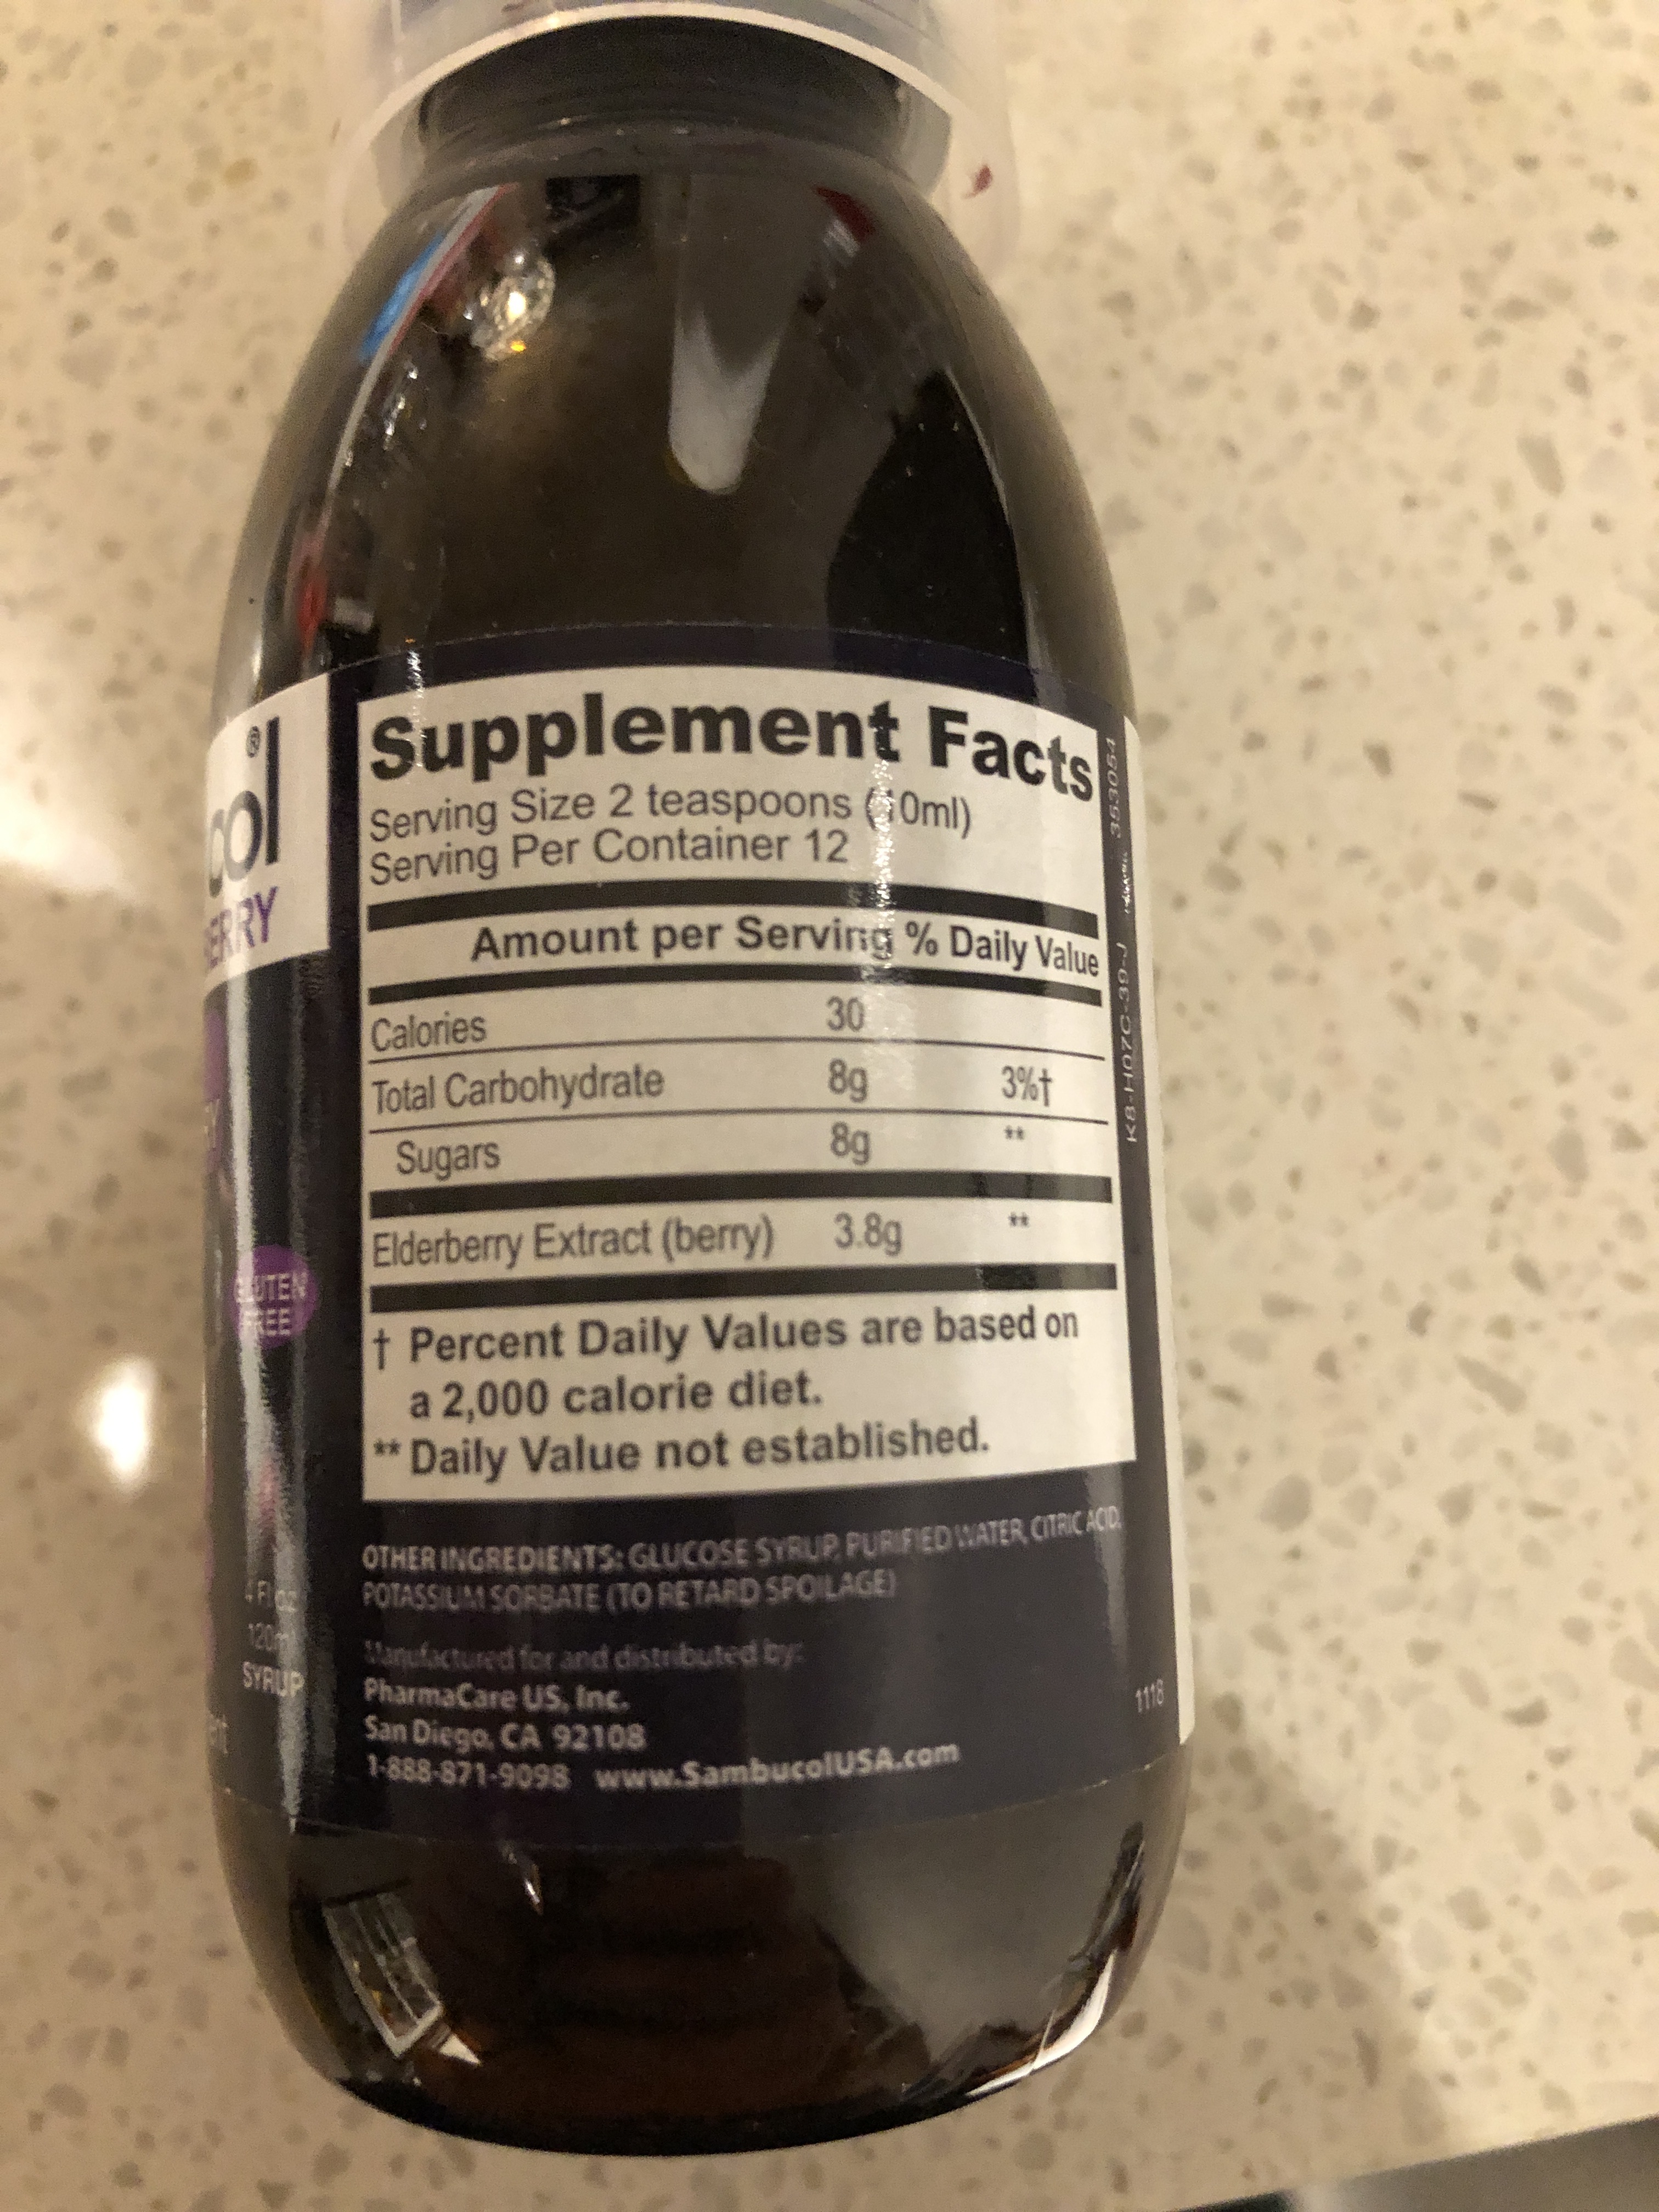 ®
col
ERRY
GLUTEN
FREE
4 Fl oz
120ml
SYRUP
Supplement Facts
Serving Size 2 teaspoons (10ml)
Serving Per Container 12
Amount per Serving % Daily Value
Calories 30
Total Carbohydrate 8g 3%†
Sugars 8g **
Elderberry Extract (berry) 3.8g **
† Percent Daily Values are based on
a 2,000 calorie diet.
** Daily Value not established.
OTHER INGREDIENTS: GLUCOSE SYRUP, PURIFIED WATER, CITRIC ACID,
POTASSIUM SORBATE (TO RETARD SPOILAGE)
Manufactured for and distributed by:
PharmaCare US, Inc.
San Diego, CA 92108
1-888-871-9098 www.SambucolUSA.com
K8-H07C-39-J 353054
1118